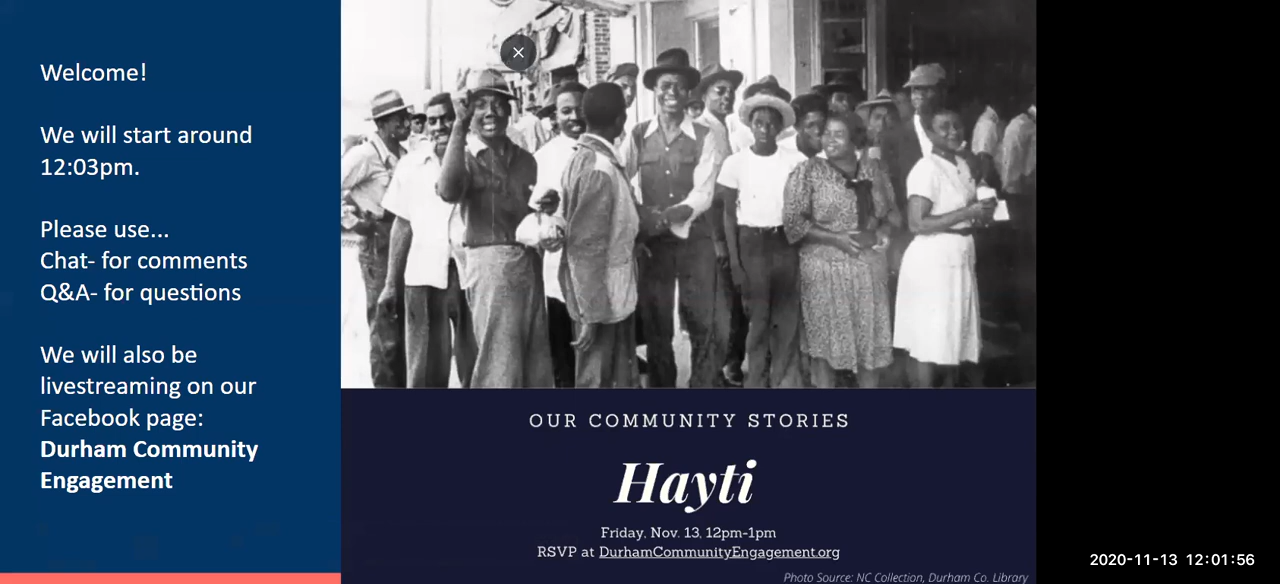 Welcome!
We will start around
12:03pm.
Please use...
Chat- for comments
Q&A- for questions
We will also be
livestreaming on our
Facebook page:
Durham Community
Engagement
OUR COMMUNITY STORIES
Hayti
Friday, Nov. 13, 12pm-1pm
RSVP at DurhamCommunityEngagement.org
Photo Source: NC Collection, Durham Co. Library
2020-11-13 12:01:56